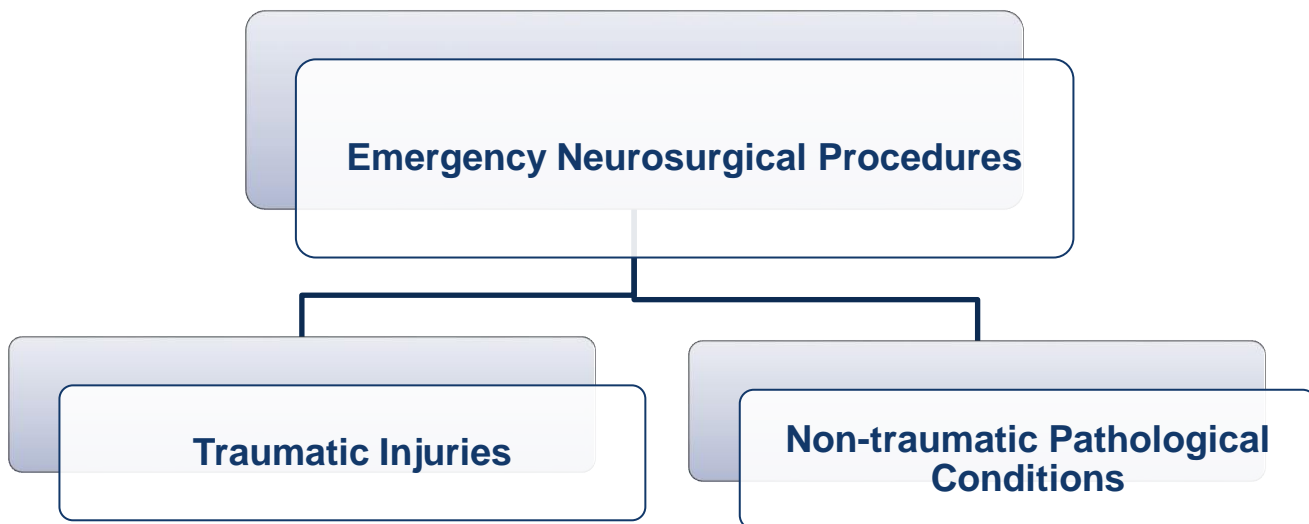 Emergency Neurosurgical Procedures
Traumatic Injuries
Non-traumatic Pathological
Conditions